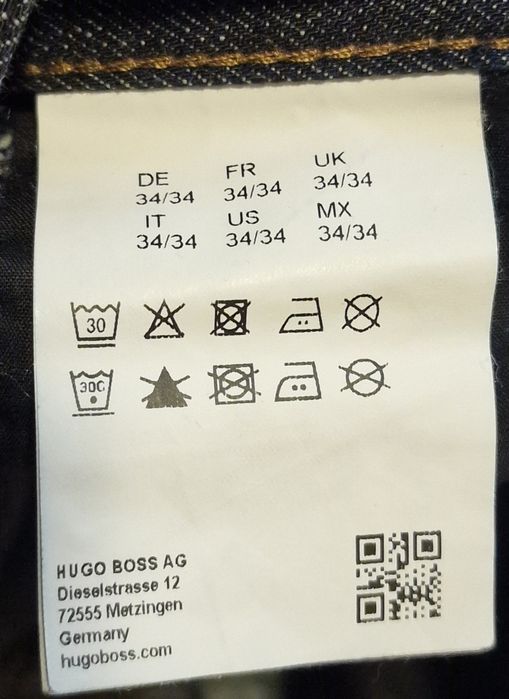 DE FR UK
34/34 34/34 34/34
IT US MX
34/34 34/34 34/34
30
30C
HUGO BOSS AG
Dieselstrasse 12
72555 Metzingen
Germany
hugoboss.com